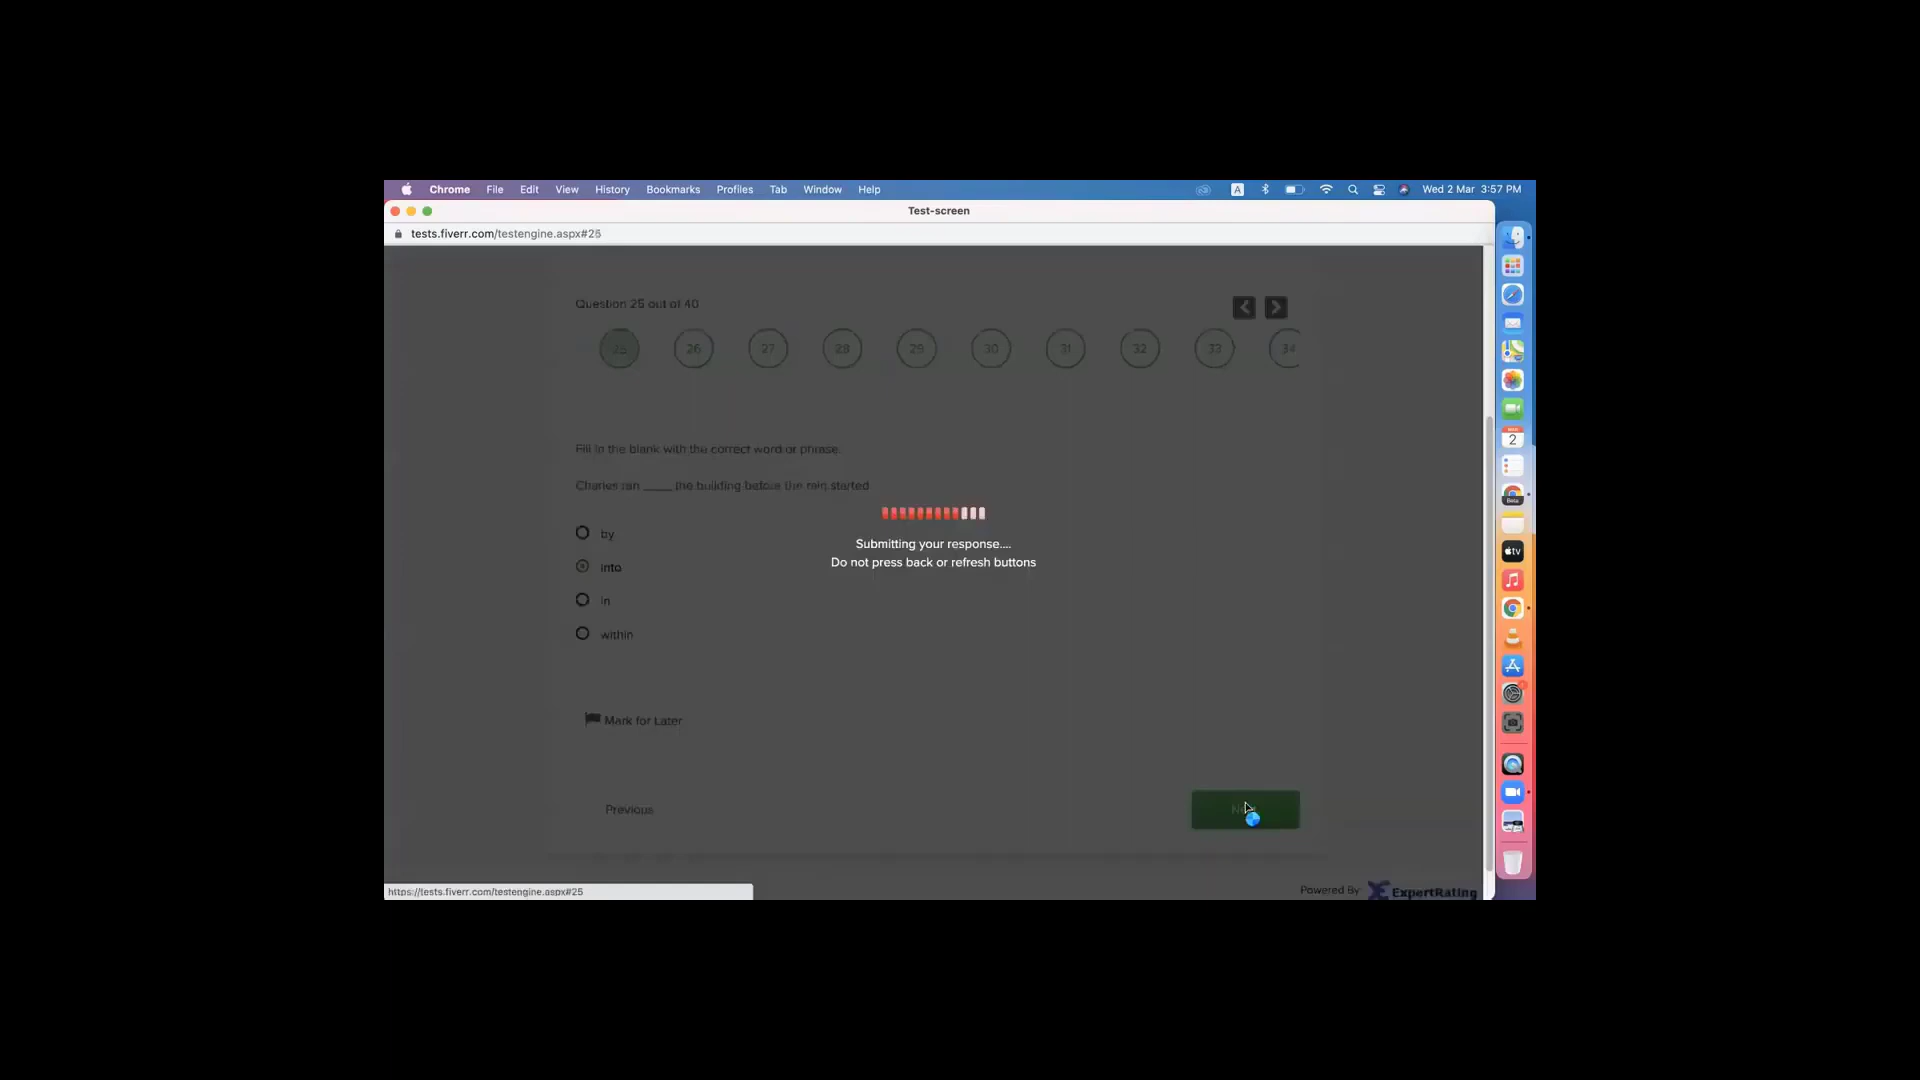 Chrome File Edit View History Bookmarks Profiles Tab Window Help A Wed 2 Mar 3:57 PM
Test-screen
tests.fiverr.com/testengine.aspx#25
Question 25 out of 40
25 26 27 28 29 30 31 32 33 34
Fill in the blank with the correct word or phrase.
Charles ran ____ the building before the rain started
Submitting your response....
Do not press back or refresh buttons
by
into
in
within
Mark for Later
Previous
https://tests.fiverr.com/testengine.aspx#25
Powered By
ExpertRating
2
tv